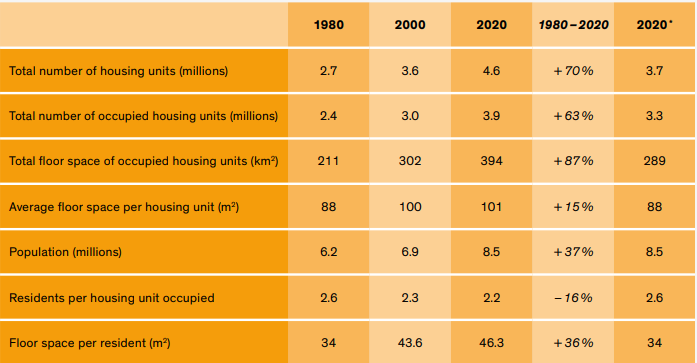 1980 2000 2020 1980–2020 2020*
Total number of housing units (millions) 2.7 3.6 4.6 +70% 3.7
Total number of occupied housing units (millions) 2.4 3.0 3.9 +63% 3.3
Total floor space of occupied housing units (km²) 211 302 394 +87% 289
Average floor space per housing unit (m²) 88 100 101 +15% 88
Population (millions) 6.2 6.9 8.5 +37% 8.5
Residents per housing unit occupied 2.6 2.3 2.2 –16% 2.6
Floor space per resident (m²) 34 43.6 46.3 +36% 34